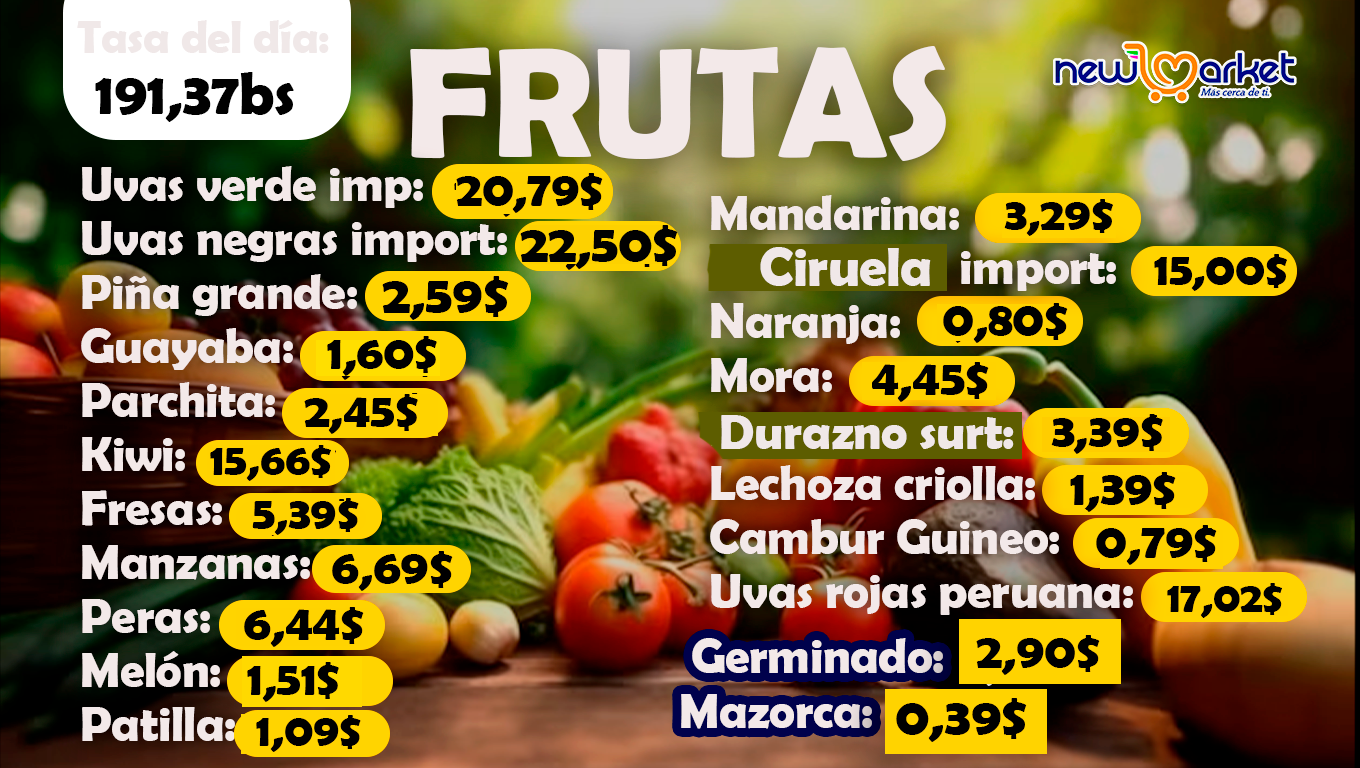 Tasa del día:
191,37bs
FRUTAS
new market
Más cerca de ti.
Uvas verde imp: 20,79$
Uvas negras import: 22,50$
Piña grande: 2,59$
Guayaba: 1,60$
Parchita: 2,45$
Kiwi: 15,66$
Fresas: 5,39$
Manzanas: 6,69$
Peras: 6,44$
Melón: 1,51$
Patilla: 1,09$
Mandarina: 3,29$
Ciruela import: 15,00$
Naranja: 0,80$
Mora: 4,45$
Durazno surt: 3,39$
Lechoza criolla: 1,39$
Cambur Guineo: 0,79$
Uvas rojas peruana: 17,02$
Germinado: 2,90$
Mazorca: 0,39$